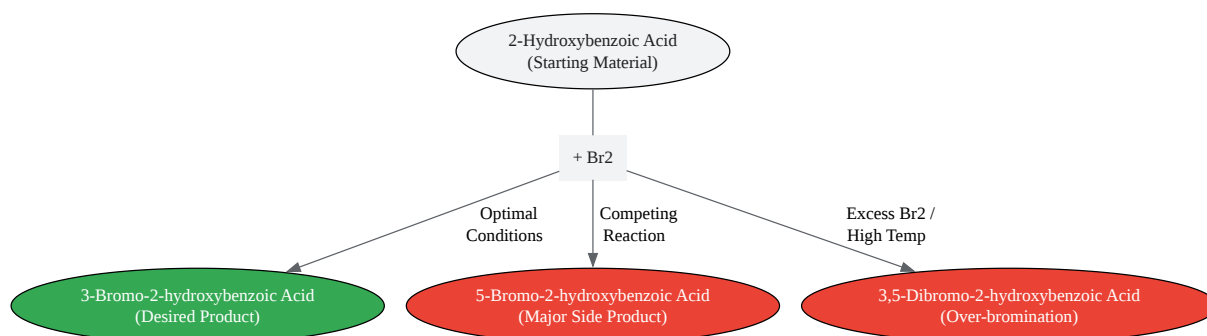 2-Hydroxybenzoic Acid
(Starting Material)
+ Br2
Optimal
Conditions
Competing
Reaction
Excess Br2 /
High Temp
3-Bromo-2-hydroxybenzoic Acid
(Desired Product)
5-Bromo-2-hydroxybenzoic Acid
(Major Side Product)
3,5-Dibromo-2-hydroxybenzoic Acid
(Over-bromination)